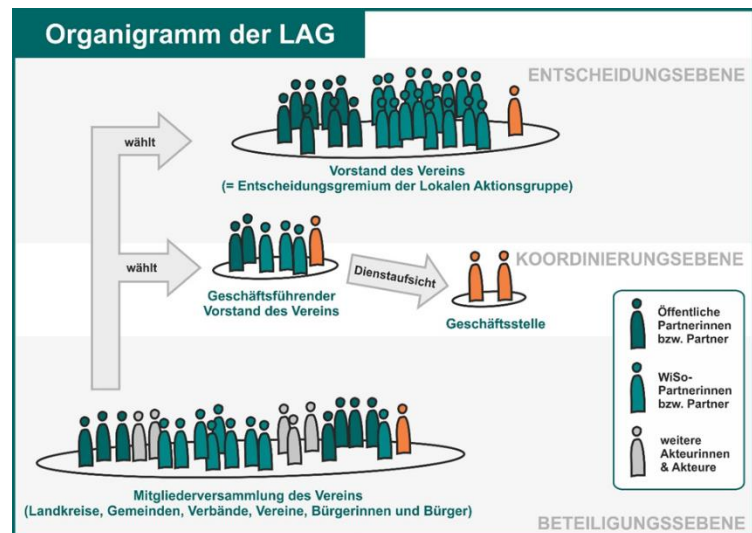 Organigramm der LAG
ENTSCHEIDUNGSEBENE
wählt
Vorstand des Vereins
(= Entscheidungsgremium der Lokalen Aktionsgruppe)
KOORDINIERUNGSEBENE
wählt
Dienstaufsicht
Geschäftsführender
Vorstand des Vereins
Geschäftsstelle
Öffentliche
Partnerinnen
bzw. Partner
WiSo-
Partnerinnen
bzw. Partner
weitere
Akteurinnen
& Akteure
Mitgliederversammlung des Vereins
(Landkreise, Gemeinden, Verbände, Vereine, Bürgerinnen und Bürger)
BETEILIGUNGSSEBENE